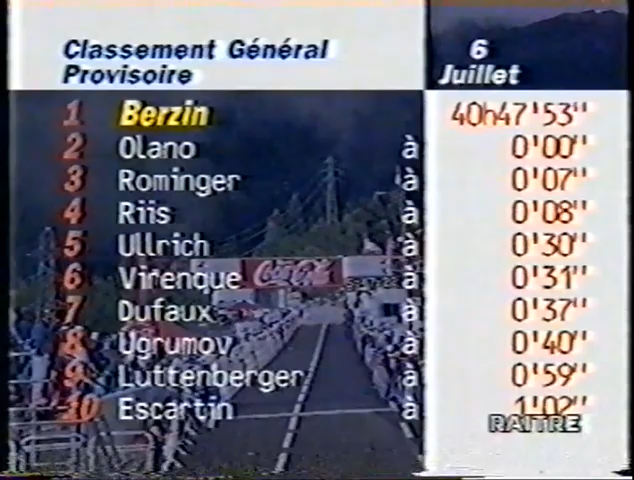 Classement Général
Provisoire
6
Juillet
1 Berzin 40h47'53"
2 Olano à 0'00"
3 Rominger à 0'07"
4 Riis à 0'08"
5 Ullrich à 0'30"
6 Virenque à 0'31"
7 Dufaux à 0'37"
8 Ugrumov à 0'40"
9 Luttenberger à 0'59"
10 Escartin à 1'02"
RAITRE
Coca-Cola